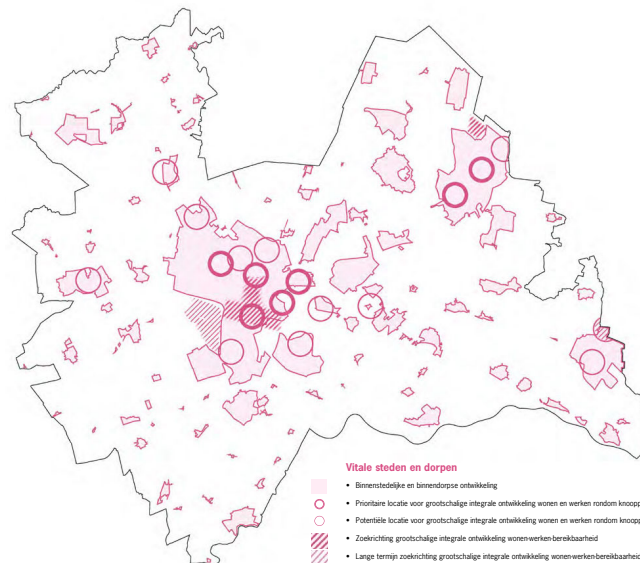 Vitale steden en dorpen
• Binnenstedelijke en binnendorpse ontwikkeling
• Prioritaire locatie voor grootschalige integrale ontwikkeling wonen en werken rondom knoopp
• Potentiële locatie voor grootschalige integrale ontwikkeling wonen en werken rondom knoopp
• Zoekrichting grootschalige integrale ontwikkeling wonen-werken-bereikbaarheid
• Lange termijn zoekrichting grootschalige integrale ontwikkeling wonen-werken-bereikbaarheid